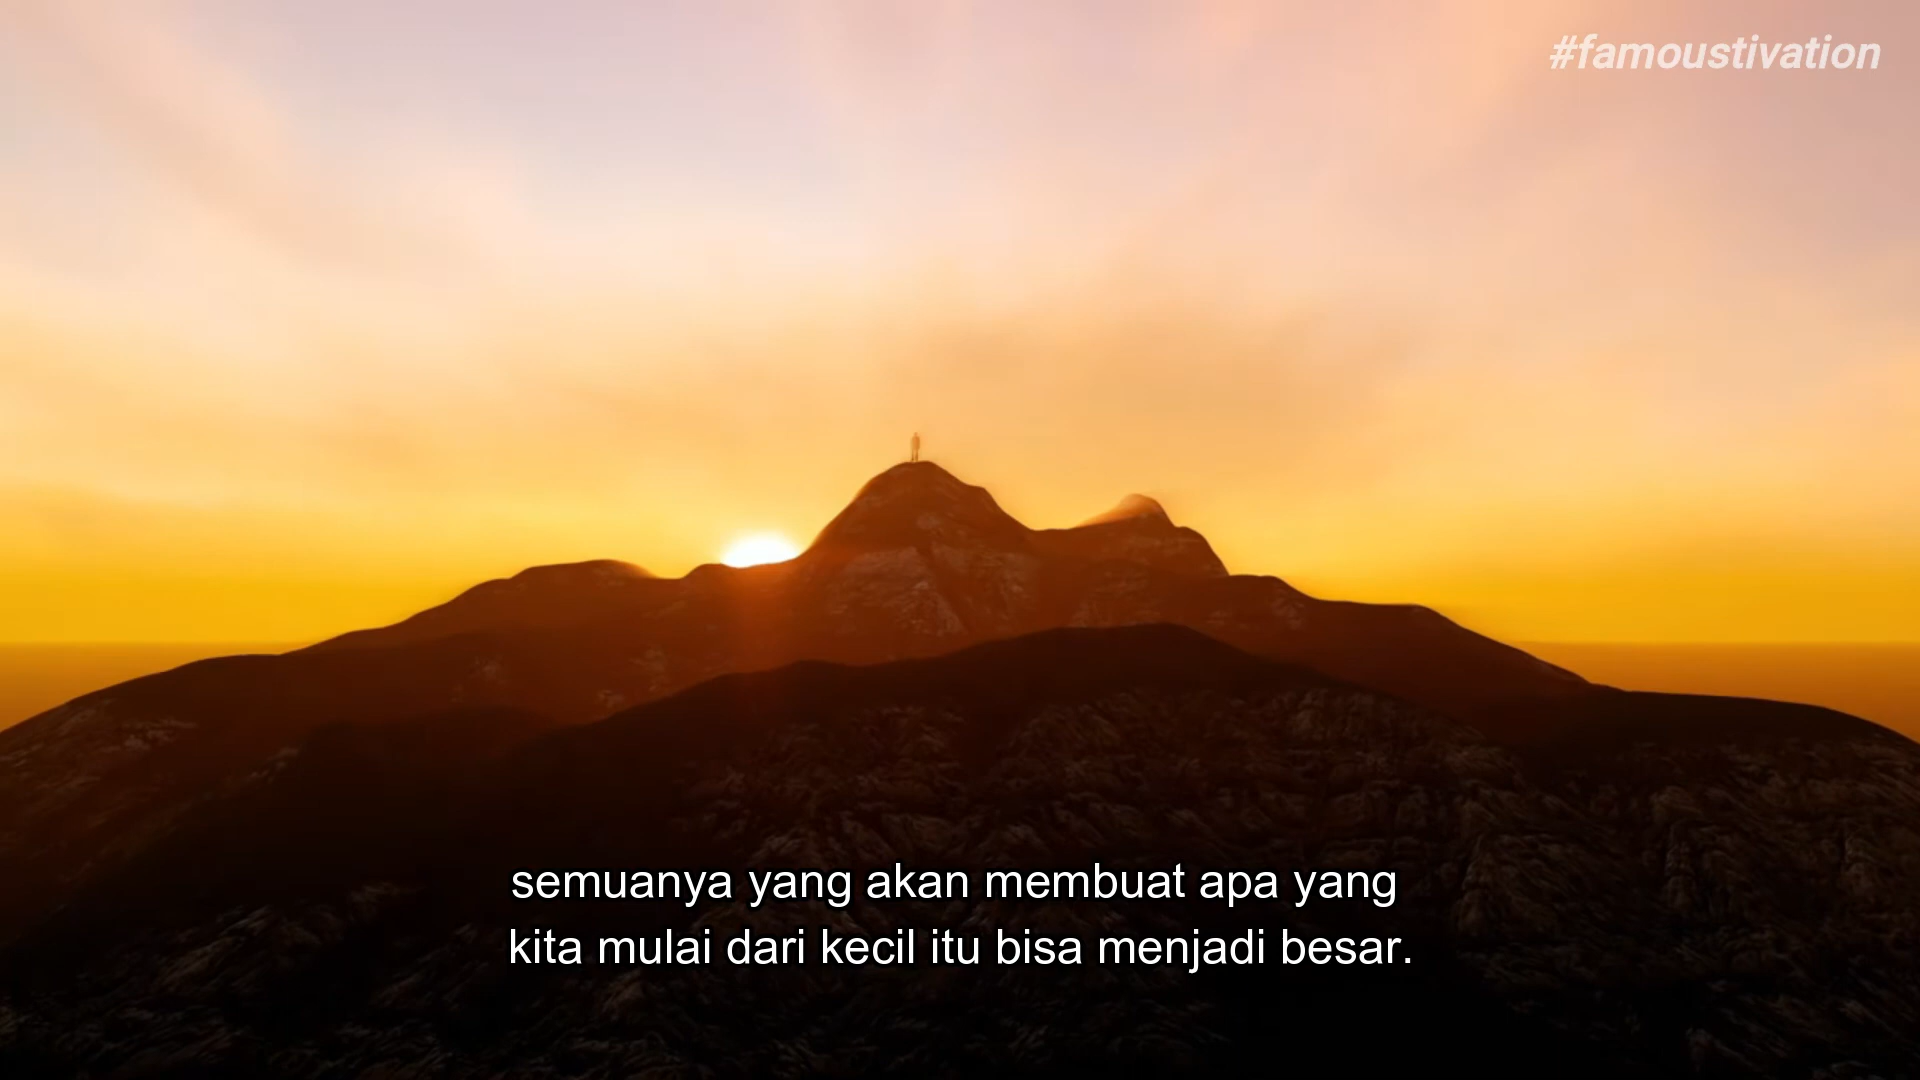 #famoustivation
semuanya yang akan membuat apa yang
kita mulai dari kecil itu bisa menjadi besar.